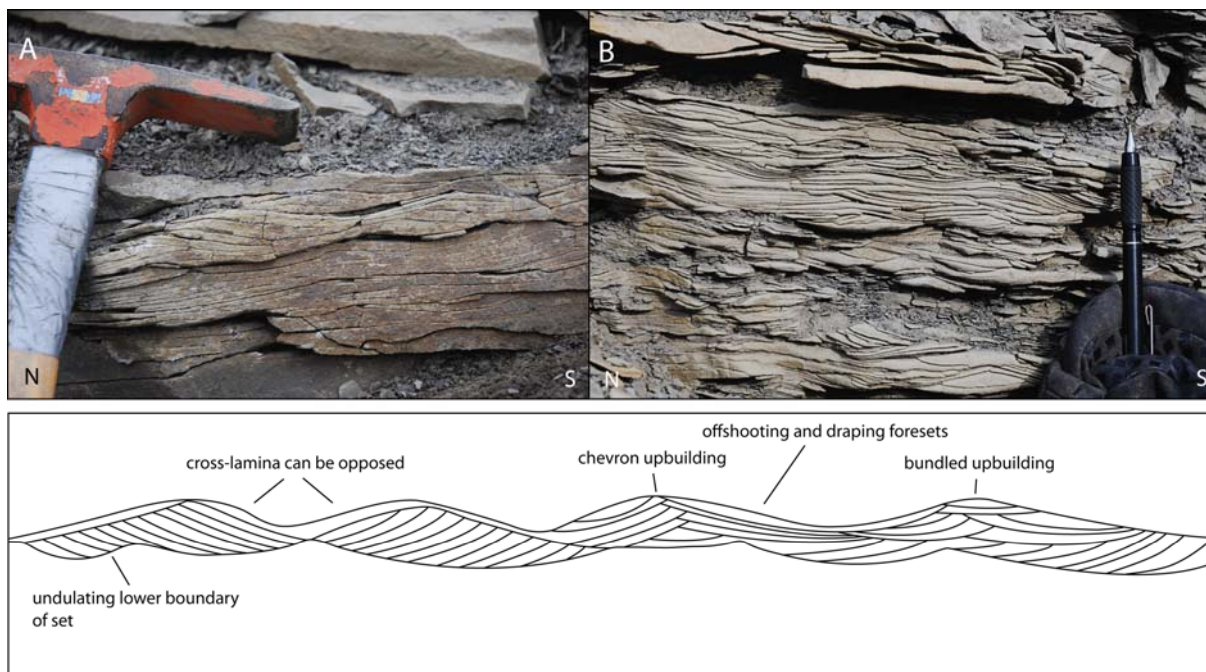 A
B
N
S
N
S
offshooting and draping foresets
cross-lamina can be opposed
chevron upbuilding
bundled upbuilding
undulating lower boundary
of set